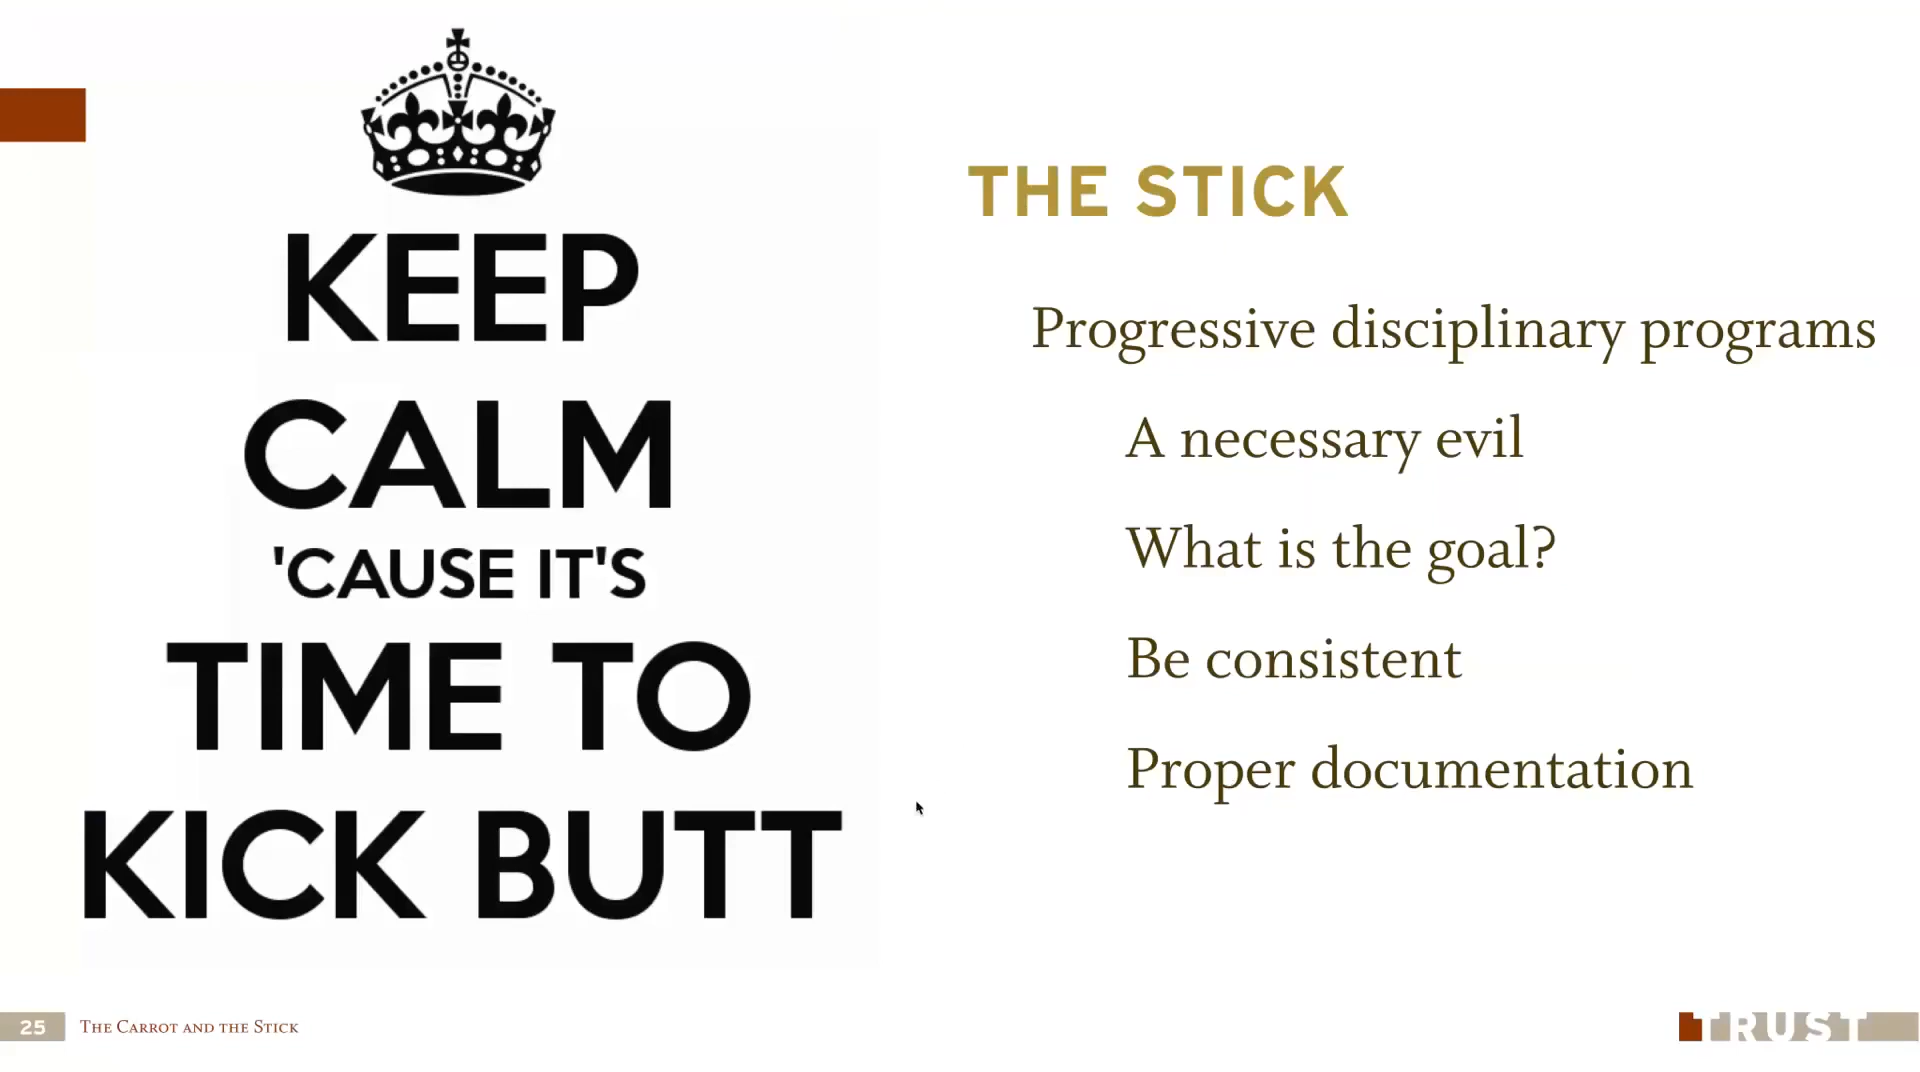 KEEP
CALM
'CAUSE IT'S
TIME TO
KICK BUTT
THE STICK
Progressive disciplinary programs
A necessary evil
What is the goal?
Be consistent
Proper documentation
25 The Carrot and the Stick
TRUST